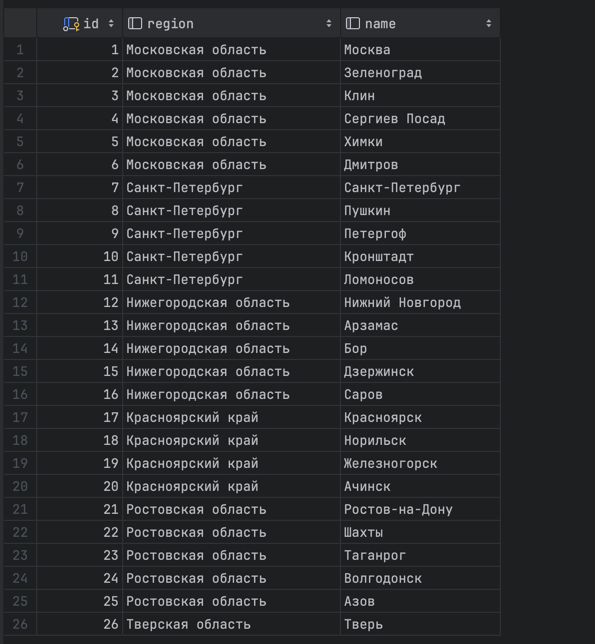 id region name
1 1 Московская область Москва
2 2 Московская область Зеленоград
3 3 Московская область Клин
4 4 Московская область Сергиев Посад
5 5 Московская область Химки
6 6 Московская область Дмитров
7 7 Санкт-Петербург Санкт-Петербург
8 8 Санкт-Петербург Пушкин
9 9 Санкт-Петербург Петергоф
10 10 Санкт-Петербург Кронштадт
11 11 Санкт-Петербург Ломоносов
12 12 Нижегородская область Нижний Новгород
13 13 Нижегородская область Арзамас
14 14 Нижегородская область Бор
15 15 Нижегородская область Дзержинск
16 16 Нижегородская область Саров
17 17 Красноярский край Красноярск
18 18 Красноярский край Норильск
19 19 Красноярский край Железногорск
20 20 Красноярский край Ачинск
21 21 Ростовская область Ростов-на-Дону
22 22 Ростовская область Шахты
23 23 Ростовская область Таганрог
24 24 Ростовская область Волгодонск
25 25 Ростовская область Азов
26 26 Тверская область Тверь